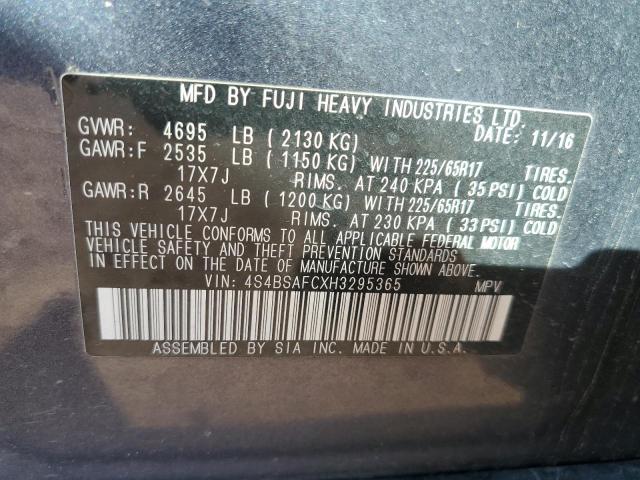 MFD BY FUJI HEAVY INDUSTRIES LTD.
GVWR: 4695 LB ( 2130 KG) DATE: 11/16
GAWR:F 2535 LB ( 1150 KG) WITH 225/65R17 TIRES.
17X7J RIMS. AT 240 KPA ( 35 PSI) COLD
GAWR:R 2645 LB ( 1200 KG) WITH 225/65R17 TIRES.
17X7J RIMS. AT 230 KPA ( 33 PSI) COLD
THIS VEHICLE CONFORMS TO ALL APPLICABLE FEDERAL MOTOR
VEHICLE SAFETY AND THEFT PREVENTION STANDARDS IN EFFECT
ON THE DATE OF MANUFACTURE SHOWN ABOVE.
VIN: 4S4BSAFCXH3295365 MPV
ASSEMBLED BY SIA INC. MADE IN U.S.A.